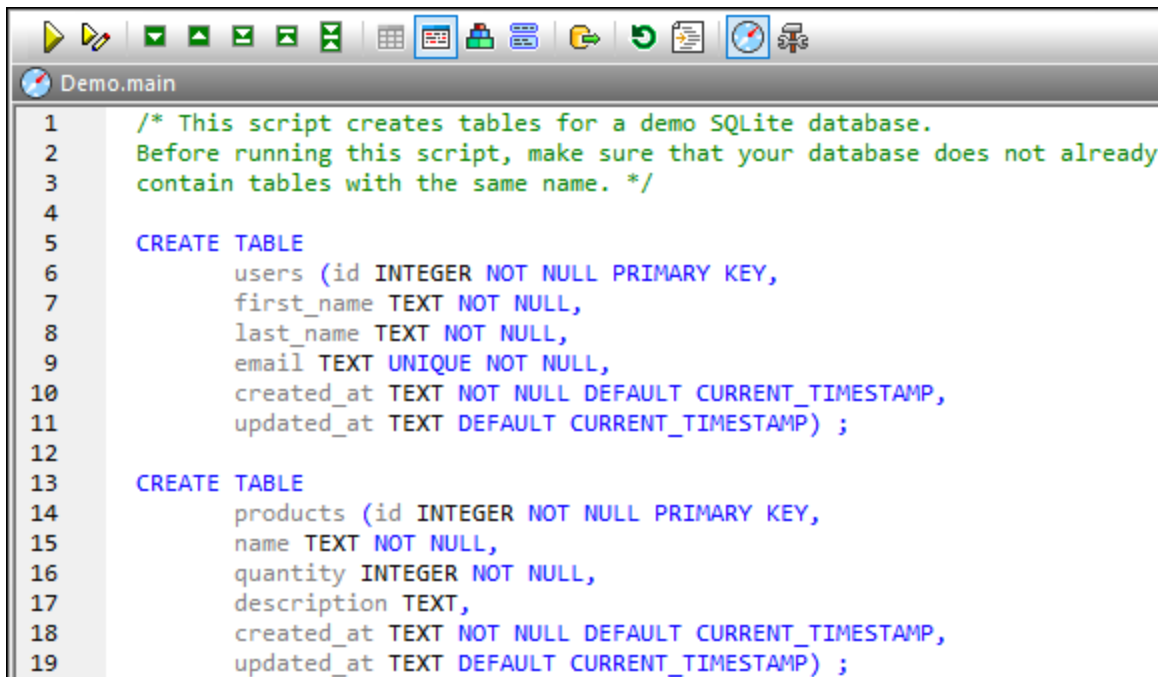 Demo.main
1 /* This script creates tables for a demo SQLite database.
2 Before running this script, make sure that your database does not already
3 contain tables with the same name. */
4
5 CREATE TABLE
6 users (id INTEGER NOT NULL PRIMARY KEY,
7 first_name TEXT NOT NULL,
8 last_name TEXT NOT NULL,
9 email TEXT UNIQUE NOT NULL,
10 created_at TEXT NOT NULL DEFAULT CURRENT_TIMESTAMP,
11 updated_at TEXT DEFAULT CURRENT_TIMESTAMP) ;
12
13 CREATE TABLE
14 products (id INTEGER NOT NULL PRIMARY KEY,
15 name TEXT NOT NULL,
16 quantity INTEGER NOT NULL,
17 description TEXT,
18 created_at TEXT NOT NULL DEFAULT CURRENT_TIMESTAMP,
19 updated_at TEXT DEFAULT CURRENT_TIMESTAMP) ;